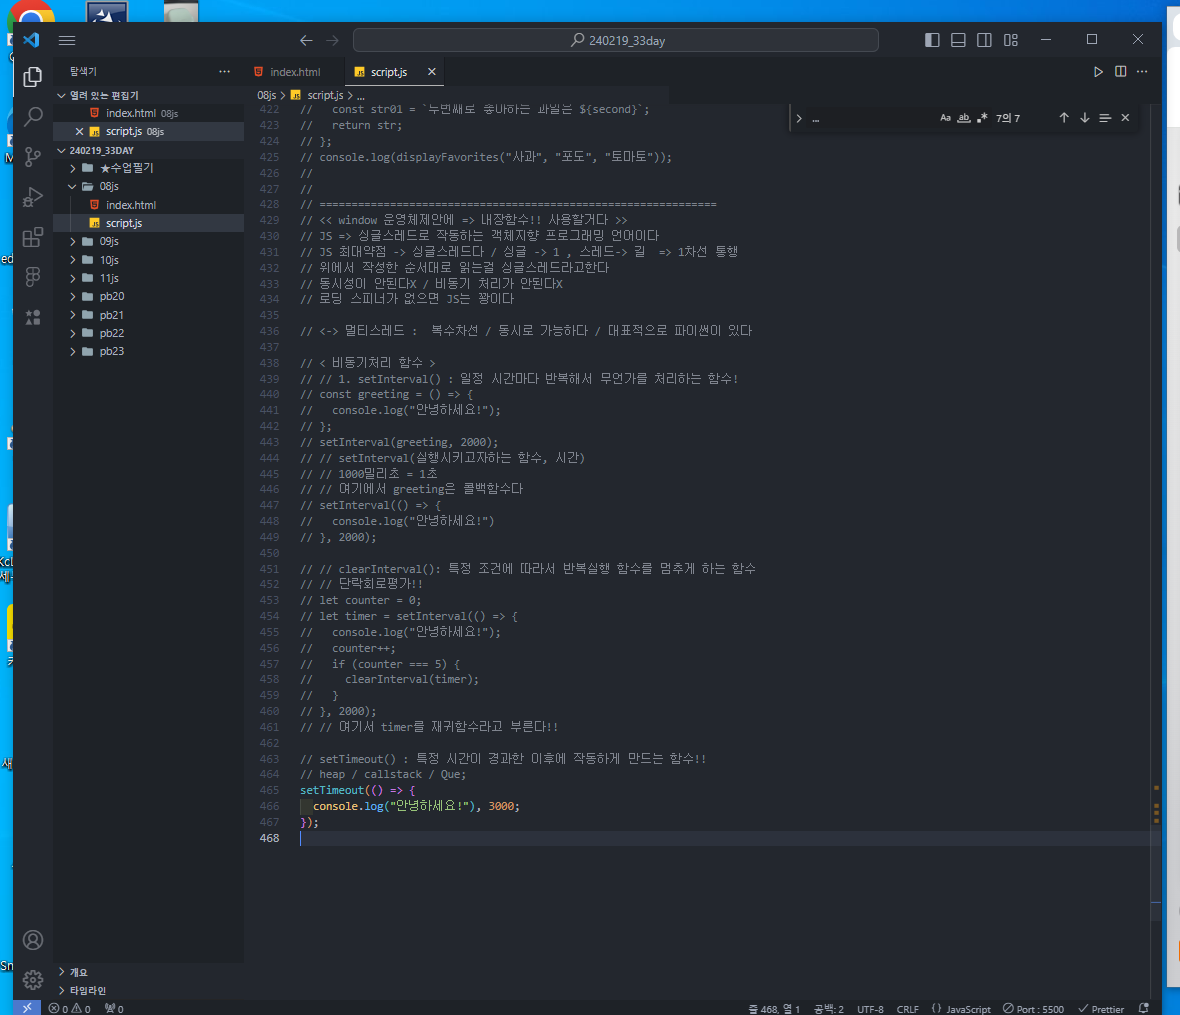 240219_33day
탐색기
index.html
script.js
열려 있는 편집기
index.html 08js
script.js 08js
240219_33DAY
★수업필기
08js
index.html
script.js
09js
10js
11js
pb20
pb21
pb22
pb23
개요
타임라인
08js > script.js > ...
...
Aa ab .* 7의 7
422 //   const str01 = `두번째로 좋아하는 과일은 ${second}`;
423 //   return str;
424 // };
425 // console.log(displayFavorites("사과", "포도", "토마토"));
426 //
427 //
428 // ==============================================================
429 // << window 운영체제안에 => 내장함수!! 사용할거다 >>
430 // JS => 싱글스레드로 작동하는 객체지향 프로그래밍 언어이다
431 // JS 최대약점 -> 싱글스레드다 / 싱글 -> 1 , 스레드-> 길  => 1차선 통행
432 // 위에서 작성한 순서대로 읽는걸 싱글스레드라고한다
433 // 동시성이 안된다X / 비동기 처리가 안된다X
434 // 로딩 스피너가 없으면 JS는 꽝이다
435
436 // <-> 멀티스레드 :  복수차선 / 동시로 가능하다 / 대표적으로 파이썬이 있다
437
438 // < 비동기처리 함수 >
439 // // 1. setInterval() : 일정 시간마다 반복해서 무언가를 처리하는 함수!
440 // const greeting = () => {
441 //   console.log("안녕하세요!");
442 // };
443 // setInterval(greeting, 2000);
444 // // setInterval(실행시키고자하는 함수, 시간)
445 // // 1000밀리초 = 1초
446 // // 여기에서 greeting은 콜백함수다
447 // setInterval(() => {
448 //   console.log("안녕하세요!")
449 // }, 2000);
450
451 // // clearInterval(): 특정 조건에 따라서 반복실행 함수를 멈추게 하는 함수
452 // // 단락회로평가!!
453 // let counter = 0;
454 // let timer = setInterval(() => {
455 //   console.log("안녕하세요!");
456 //   counter++;
457 //   if (counter === 5) {
458 //     clearInterval(timer);
459 //   }
460 // }, 2000);
461 // // 여기서 timer를 재귀함수라고 부른다!!
462
463 // setTimeout() : 특정 시간이 경과한 이후에 작동하게 만드는 함수!!
464 // heap / callstack / Que;
465 setTimeout(() => {
466   console.log("안녕하세요!"), 3000;
467 });
468
0 0 0
줄 468, 열 1 공백: 2 UTF-8 CRLF {} JavaScript Port : 5500 Prettier